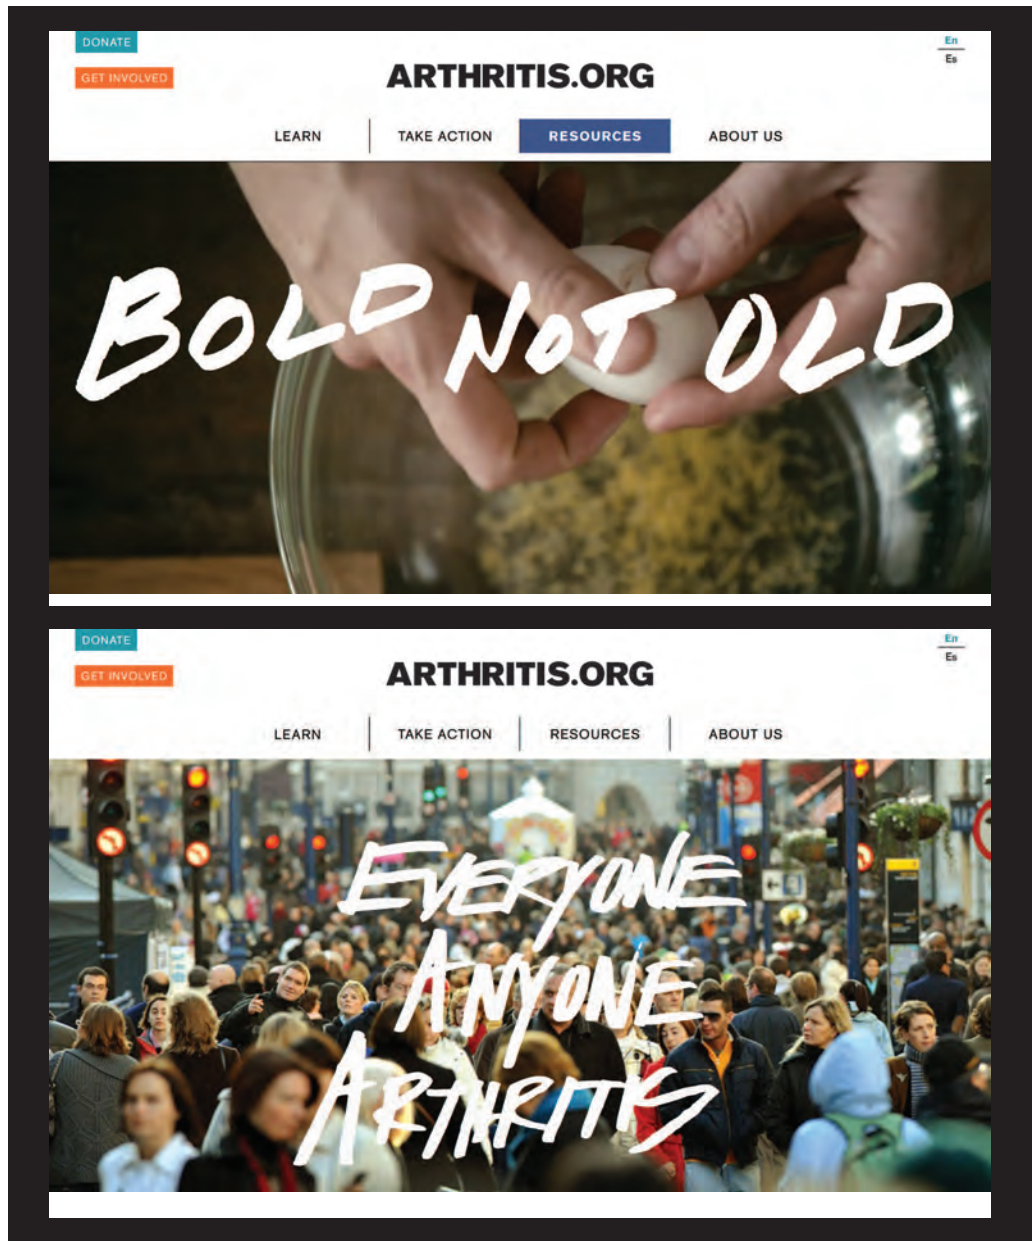 DONATE
En
Es
GET INVOLVED
ARTHRITIS.ORG
LEARN TAKE ACTION RESOURCES ABOUT US
BOLD NOT OLD
DONATE
En
Es
GET INVOLVED
ARTHRITIS.ORG
LEARN TAKE ACTION RESOURCES ABOUT US
EVERYONE
ANYONE
ARTHRITIS